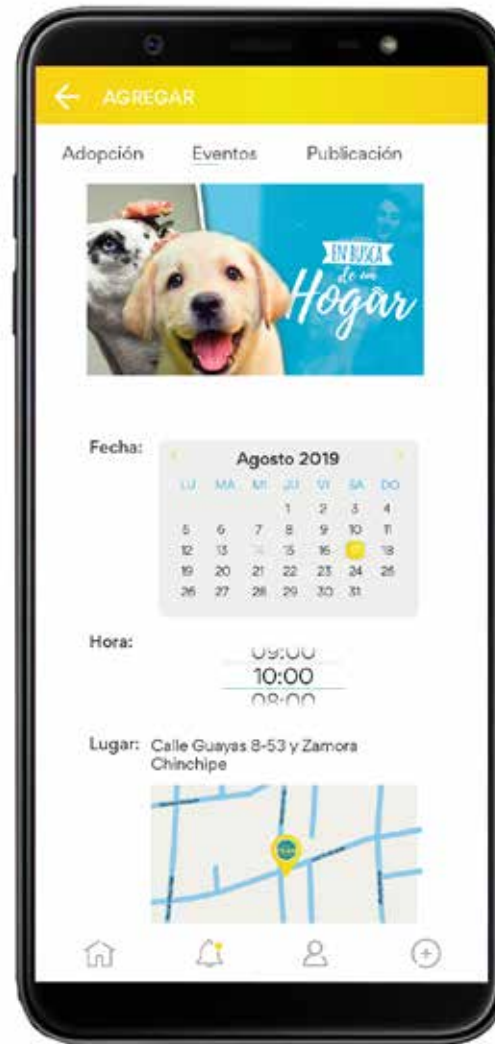 AGREGAR
Adopción Eventos Publicación
EN BUSCA
de un
Hogar
Fecha:
Agosto 2019
LU MA MI JU VI SA DO
1 2 3 4
5 6 7 8 9 10 11
12 13 14 15 16 17 18
19 20 21 22 23 24 25
26 27 28 29 30 31
Hora:
09:00
10:00
08:00
Lugar: Calle Guayas 8-53 y Zamora
Chinchipe